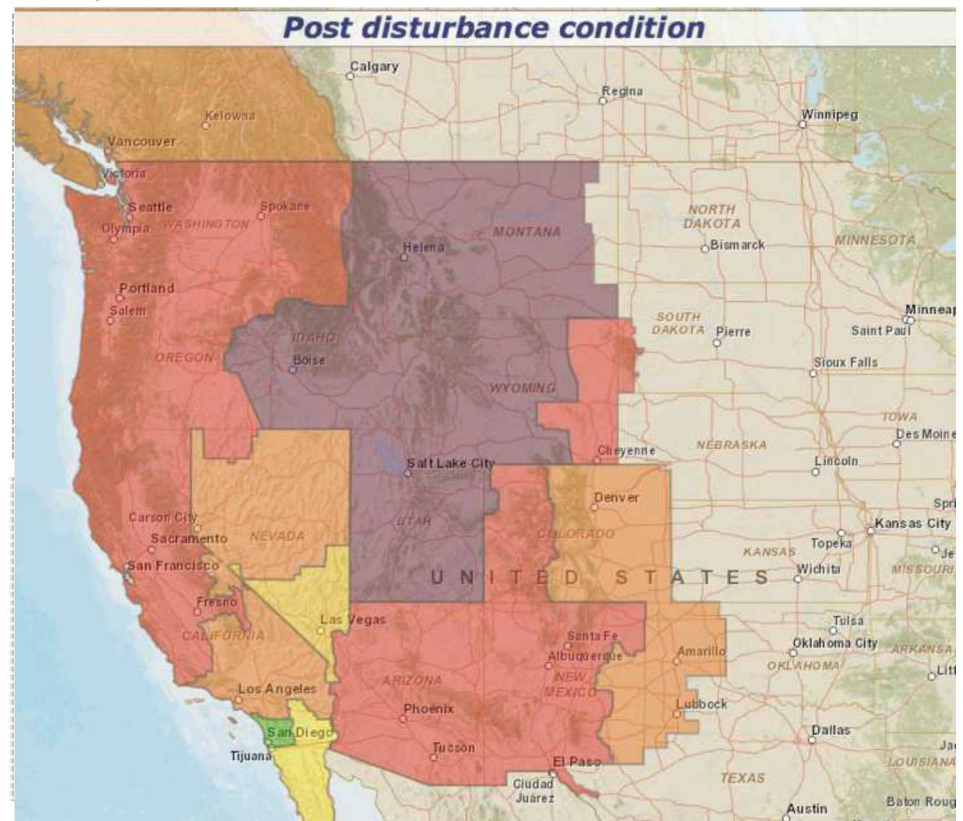 Post disturbance condition
Calgary
Regina
Kelowna
Winnipeg
Vancouver
Victoria
Seattle
Spokane
WASHINGTON
Olympia
NORTH
DAKOTA
MONTANA
Helena
Bismarck
MINNESOTA
Portland
Salem
SOUTH
DAKOTA
Minneap
Saint Paul
Pierre
IDAHO
OREGON
Boise
Sioux Falls
WYOMING
IOWA
Des Moine
Cheyenne
NEBRASKA
Lincoln
Salt Lake City
Denver
Spri
Carson City
UTAH
COLORADO
Kansas City
Sacramento
NEVADA
Topeka
KANSAS
Je
San Francisco
UNITED STATES
Wichita
MISSOURI
Fresno
Las Vegas
Santa Fe
Tulsa
CALIFORNIA
Amarillo
Oklahoma City
ARKANSA
Albuquerque
OKLAHOMA
Litt
ARIZONA
NEW
MEXICO
Los Angeles
Phoenix
Lubbock
San Diego
Dallas
Tijuana
Tucson
El Paso
Ja
LOUISIANA
Ciudad
Juárez
TEXAS
Austin
Baton Roug